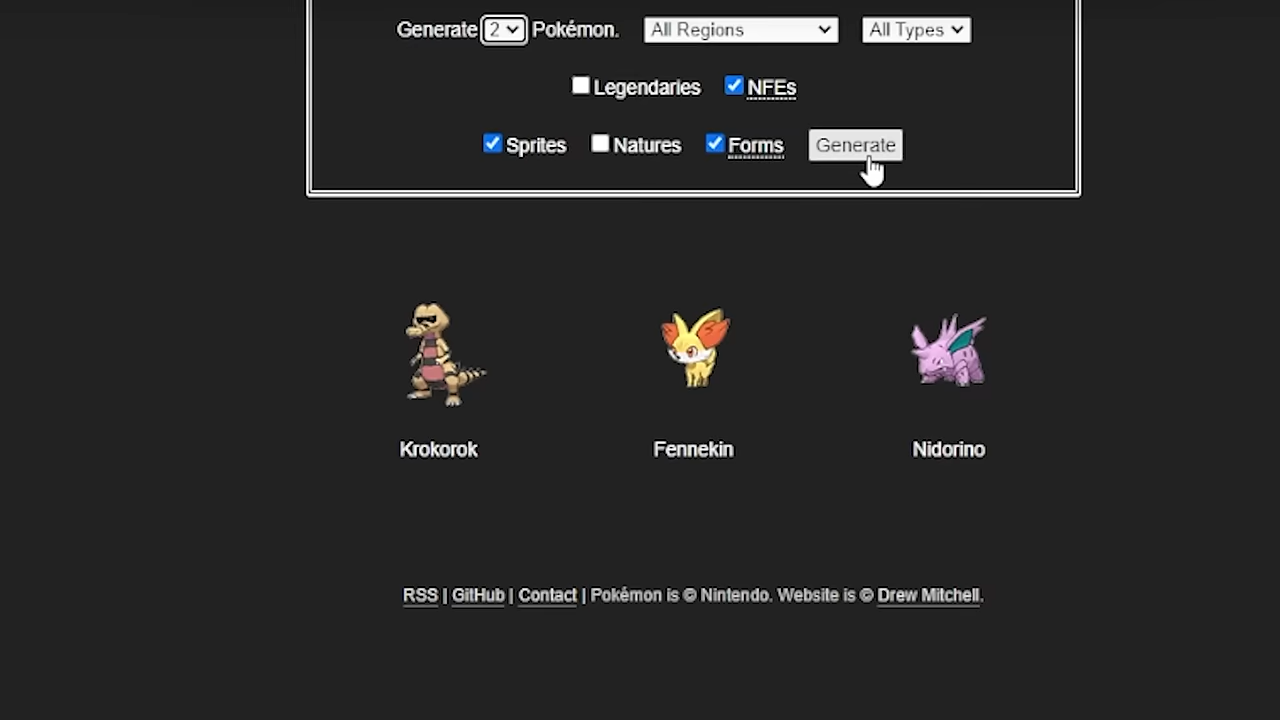 Generate 2 Pokémon. All Regions All Types
Legendaries NFEs
Sprites Natures Forms Generate
Krokorok Fennekin Nidorino
RSS | GitHub | Contact | Pokémon is © Nintendo. Website is © Drew Mitchell.